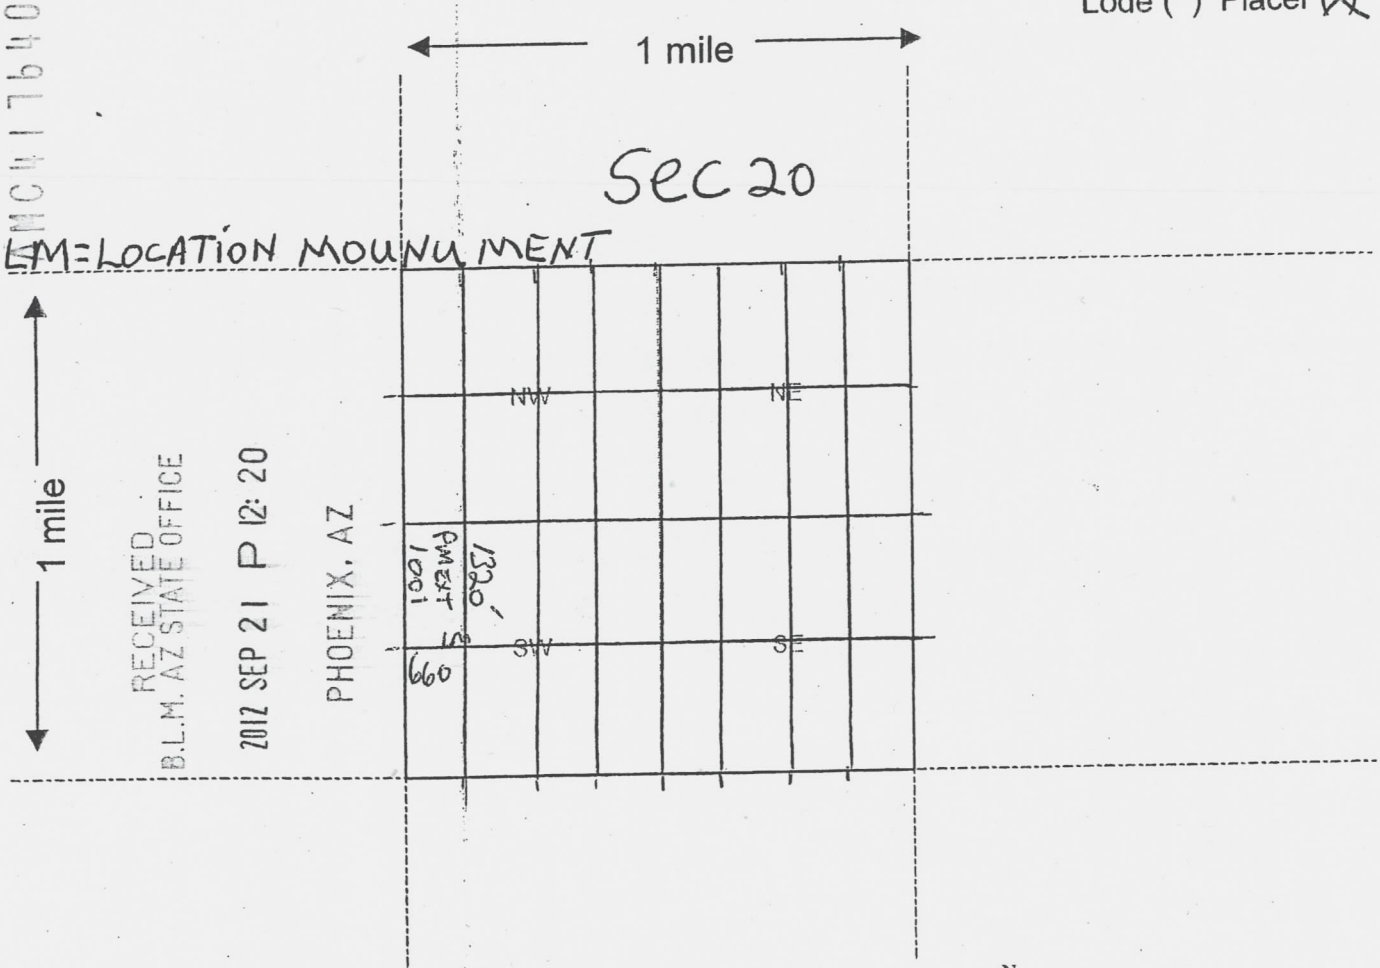 Lode ( ) Placer (X)
1 mile
Sec 20
AMC417640
LM=LOCATiON MOUNUMENT
NW
NE
1 mile
RECEIVED
B.L.M. AZ STATE OFFICE
2012 SEP 21 P 12: 20
PHOENIX, AZ
1320'
1001
LM
SW
SE
660
N